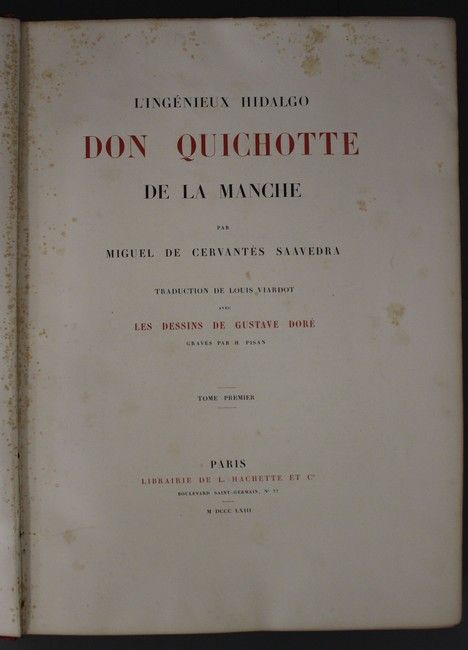 L'INGÉNIEUX HIDALGO
DON QUICHOTTE
DE LA MANCHE
PAR
MIGUEL DE CERVANTÈS SAAVEDRA
TRADUCTION DE LOUIS VIARDOT
AVEC
LES DESSINS DE GUSTAVE DORÉ
GRAVÉS PAR H. PISAN
TOME PREMIER
PARIS
LIBRAIRIE DE L. HACHETTE ET Cie
BOULEVARD SAINT-GERMAIN, No 77
M DCCC LXIII